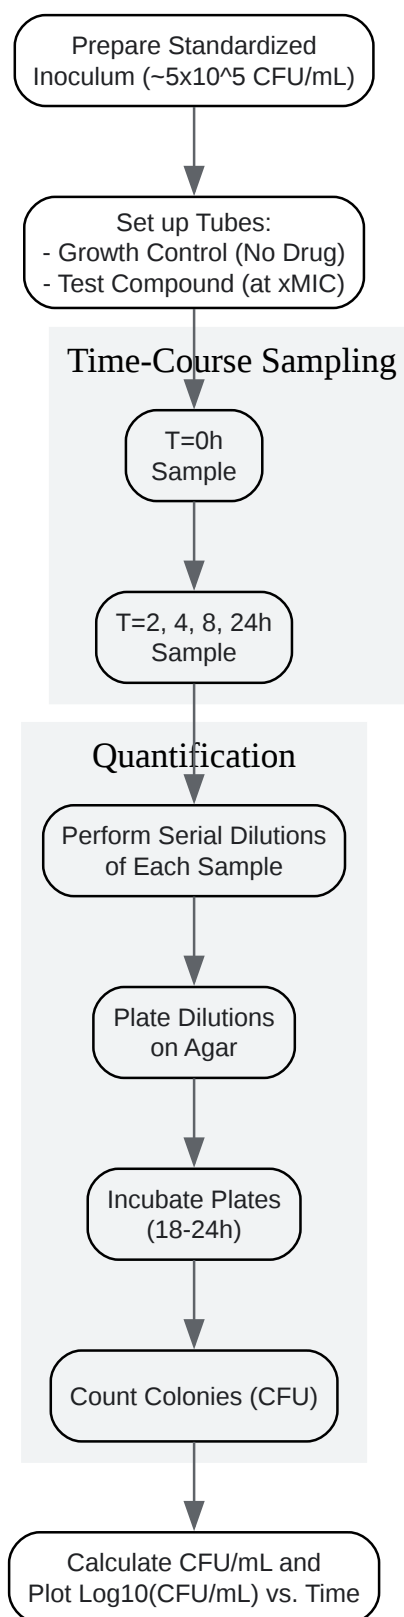 Prepare Standardized
Inoculum (~5x10^5 CFU/mL)
Set up Tubes:
- Growth Control (No Drug)
- Test Compound (at xMIC)
Time-Course Sampling
T=0h
Sample
T=2, 4, 8, 24h
Sample
Quantification
Perform Serial Dilutions
of Each Sample
Plate Dilutions
on Agar
Incubate Plates
(18-24h)
Count Colonies (CFU)
Calculate CFU/mL and
Plot Log10(CFU/mL) vs. Time